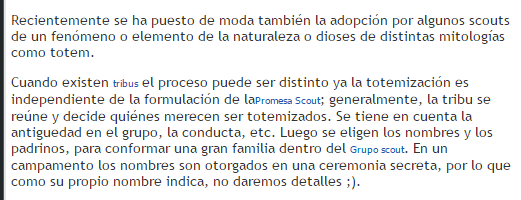 Recientemente se ha puesto de moda también la adopción por algunos scouts
de un fenómeno o elemento de la naturaleza o dioses de distintas mitologías
como totem.
Cuando existen tribus el proceso puede ser distinto ya la totemización es
independiente de la formulación de laPromesa Scout; generalmente, la tribu se
reúne y decide quiénes merecen ser totemizados. Se tiene en cuenta la
antiguedad en el grupo, la conducta, etc. Luego se eligen los nombres y los
padrinos, para conformar una gran familia dentro del Grupo scout. En un
campamento los nombres son otorgados en una ceremonia secreta, por lo que
como su propio nombre indica, no daremos detalles ;).